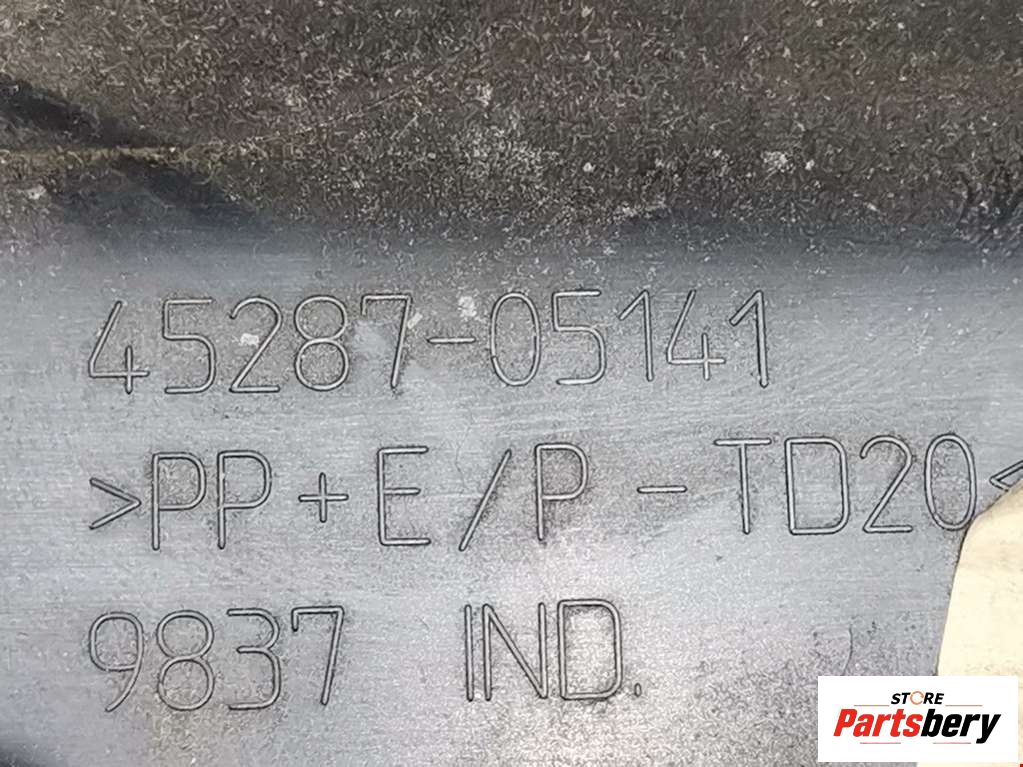 45287-05141
>PP+E/P-TD20<
9837 IND.
STORE
Partsbery